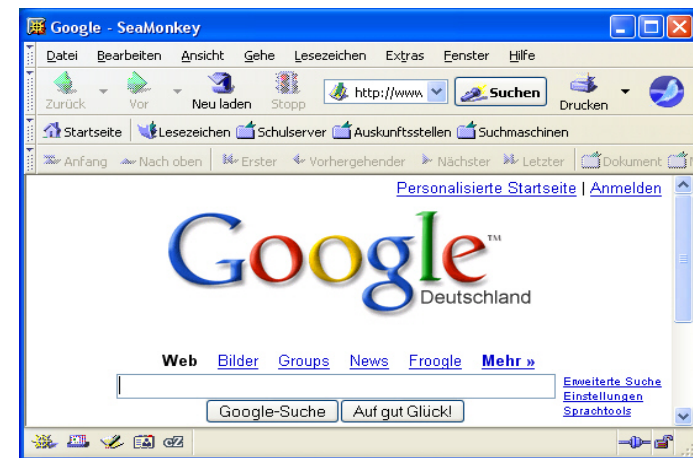 Google - SeaMonkey
Datei Bearbeiten Ansicht Gehe Lesezeichen Extras Fenster Hilfe
Zurück Vor Neu laden Stopp http://www Suchen Drucken
Startseite Lesezeichen Schulserver Auskunftsstellen Suchmaschinen
Anfang Nach oben Erster Vorhergehender Nächster Letzter Dokument
Personalisierte Startseite | Anmelden
Google™
Deutschland
Web Bilder Groups News Froogle Mehr »
Erweiterte Suche
Einstellungen
Google-Suche Auf gut Glück! Sprachtools